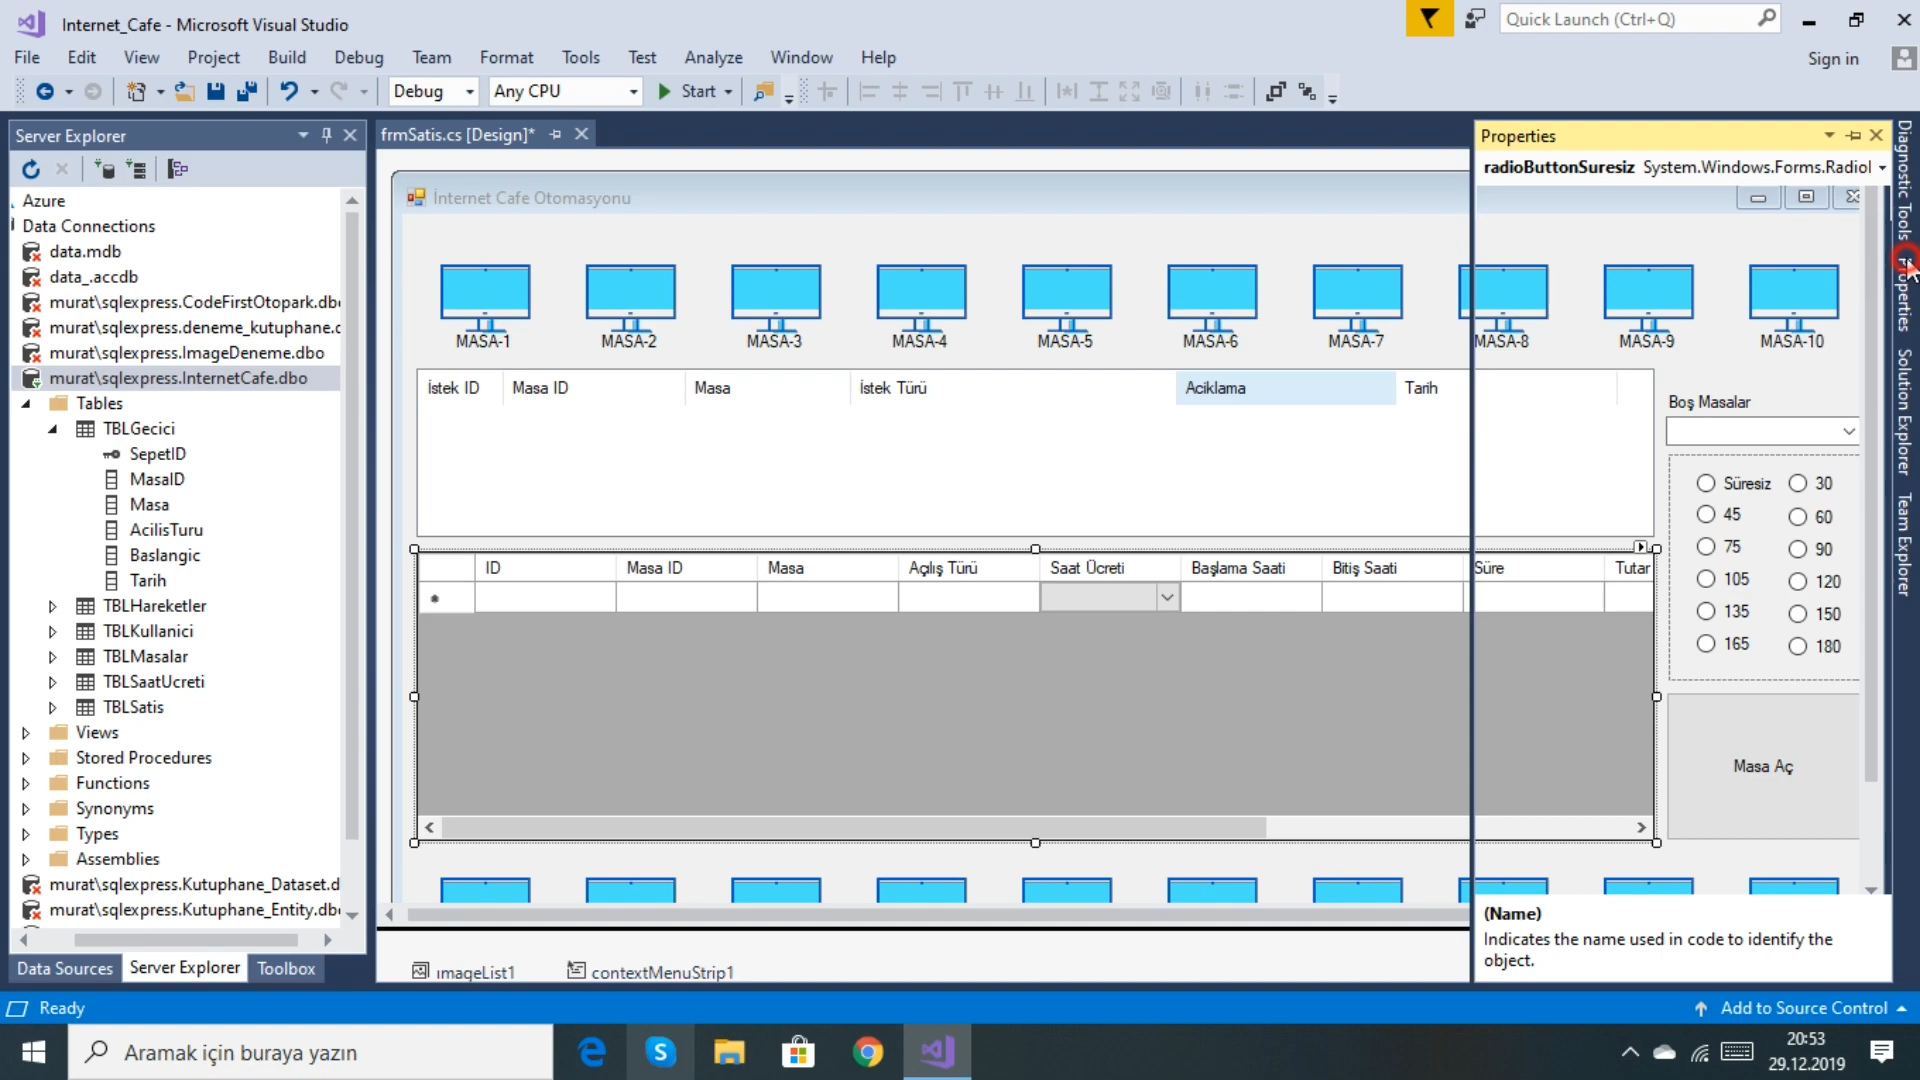 Internet_Cafe - Microsoft Visual Studio
Quick Launch (Ctrl+Q)
File Edit View Project Build Debug Team Format Tools Test Analyze Window Help
Sign in
Debug Any CPU Start
Server Explorer
frmSatis.cs [Design]*
Properties
radioButtonSuresiz System.Windows.Forms.Radiol
Azure
Data Connections
data.mdb
data_.accdb
murat\sqlexpress.CodeFirstOtopark.dbo
murat\sqlexpress.deneme_kutuphane.c
murat\sqlexpress.ImageDeneme.dbo
murat\sqlexpress.InternetCafe.dbo
Tables
TBLGecici
SepetID
MasaID
Masa
AcilisTuru
Baslangic
Tarih
TBLHareketler
TBLKullanici
TBLMasalar
TBLSaatUcreti
TBLSatis
Views
Stored Procedures
Functions
Synonyms
Types
Assemblies
murat\sqlexpress.Kutuphane_Dataset.d
murat\sqlexpress.Kutuphane_Entity.dbo
Data Sources Server Explorer Toolbox
İnternet Cafe Otomasyonu
MASA-1 MASA-2 MASA-3 MASA-4 MASA-5 MASA-6 MASA-7 MASA-8 MASA-9 MASA-10
İstek ID Masa ID Masa İstek Türü Aciklama Tarih
Boş Masalar
Süresiz 30
45 60
75 90
105 120
135 150
165 180
ID Masa ID Masa Açılış Türü Saat Ücreti Başlama Saati Bitiş Saati Süre Tutar
Masa Aç
imageList1 contextMenuStrip1
(Name)
Indicates the name used in code to identify the
object.
Diagnostic Tools
Properties
Solution Explorer
Team Explorer
Ready
Add to Source Control
Aramak için buraya yazın
20:53
29.12.2019